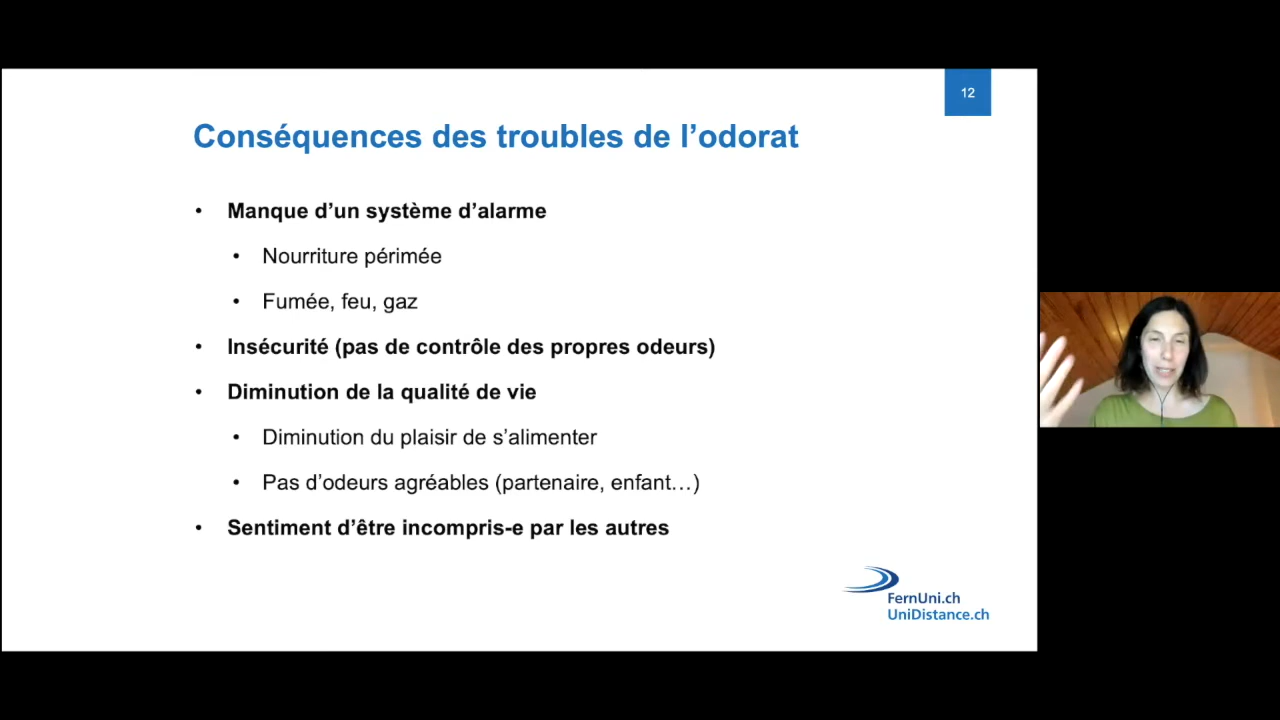 12
Conséquences des troubles de l’odorat
• Manque d’un système d’alarme
• Nourriture périmée
• Fumée, feu, gaz
• Insécurité (pas de contrôle des propres odeurs)
• Diminution de la qualité de vie
• Diminution du plaisir de s’alimenter
• Pas d’odeurs agréables (partenaire, enfant…)
• Sentiment d’être incompris-e par les autres
FernUni.ch
UniDistance.ch